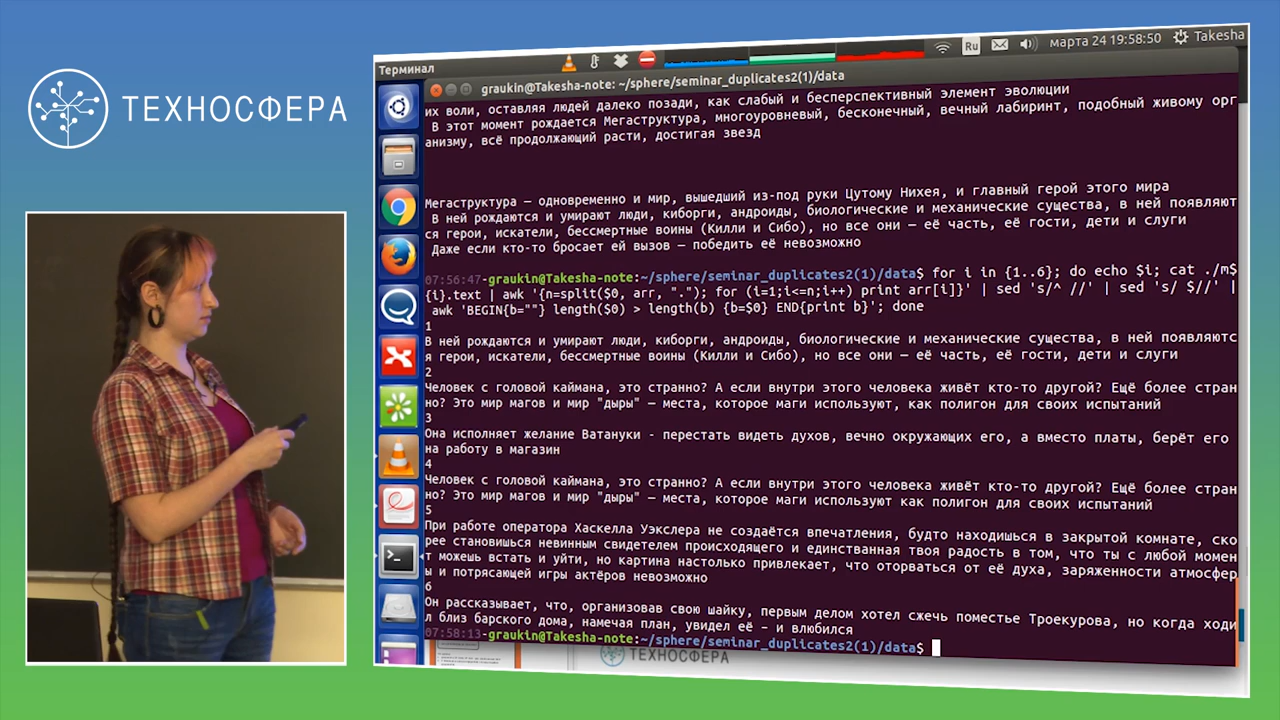 ТЕХНОСФЕРА
Терминал
Ru
марта 24 19:58:50
Takesha
graukin@Takesha-note: ~/sphere/seminar_duplicates2(1)/data
их воли, оставляя людей далеко позади, как слабый и бесперспективный элемент эволюции
В этот момент рождается Мегаструктура, многоуровневый, бесконечный, вечный лабиринт, подобный живому орг
анизму, всё продолжающий расти, достигая звезд
Мегаструктура — одновременно и мир, вышедший из-под руки Цутому Нихея, и главный герой этого мира
В ней рождаются и умирают люди, киборги, андроиды, биологические и механические существа, в ней появляют
ся герои, искатели, бессмертные воины (Килли и Сибо), но все они — её часть, её гости, дети и слуги
Даже если кто-то бросает ей вызов — победить её невозможно
07:56:47-graukin@Takesha-note:~/sphere/seminar_duplicates2(1)/data$ for i in {1..6}; do echo $i; cat ./m$
{i}.text | awk '{n=split($0, arr, "."); for (i=1;i<=n;i++) print arr[i]}' | sed 's/^ //' | sed 's/ $//' |
awk 'BEGIN{b=""} length($0) > length(b) {b=$0} END{print b}'; done
1
В ней рождаются и умирают люди, киборги, андроиды, биологические и механические существа, в ней появляютс
я герои, искатели, бессмертные воины (Килли и Сибо), но все они — её часть, её гости, дети и слуги
2
Человек с головой каймана, это странно? А если внутри этого человека живёт кто-то другой? Ещё более стран
но? Это мир магов и мир "дыры" — места, которое маги используют, как полигон для своих испытаний
3
Она исполняет желание Ватануки - перестать видеть духов, вечно окружающих его, а вместо платы, берёт его
на работу в магазин
4
Человек с головой каймана, это странно? А если внутри этого человека живёт кто-то другой? Ещё более стран
но? Это мир магов и мир "дыры" — места, которое маги используют как полигон для своих испытаний
5
При работе оператора Хаскелла Уэкслера не создаётся впечатления, будто находишься в закрытой комнате, ско
рее становишься невинным свидетелем происходящего и единственная твоя радость в том, что ты с любой момен
т можешь встать и уйти, но картина настолько привлекает, что оторваться от её духа, заряженности атмосфер
ы и потрясающей игры актёров невозможно
6
Он рассказывает, что, организовав свою шайку, первым делом хотел сжечь поместье Троекурова, но когда ходи
л близ барского дома, намечая план, увидел её - и влюбился
07:58:13-graukin@Takesha-note:~/sphere/seminar_duplicates2(1)/data$
ТЕХНОСФЕРА